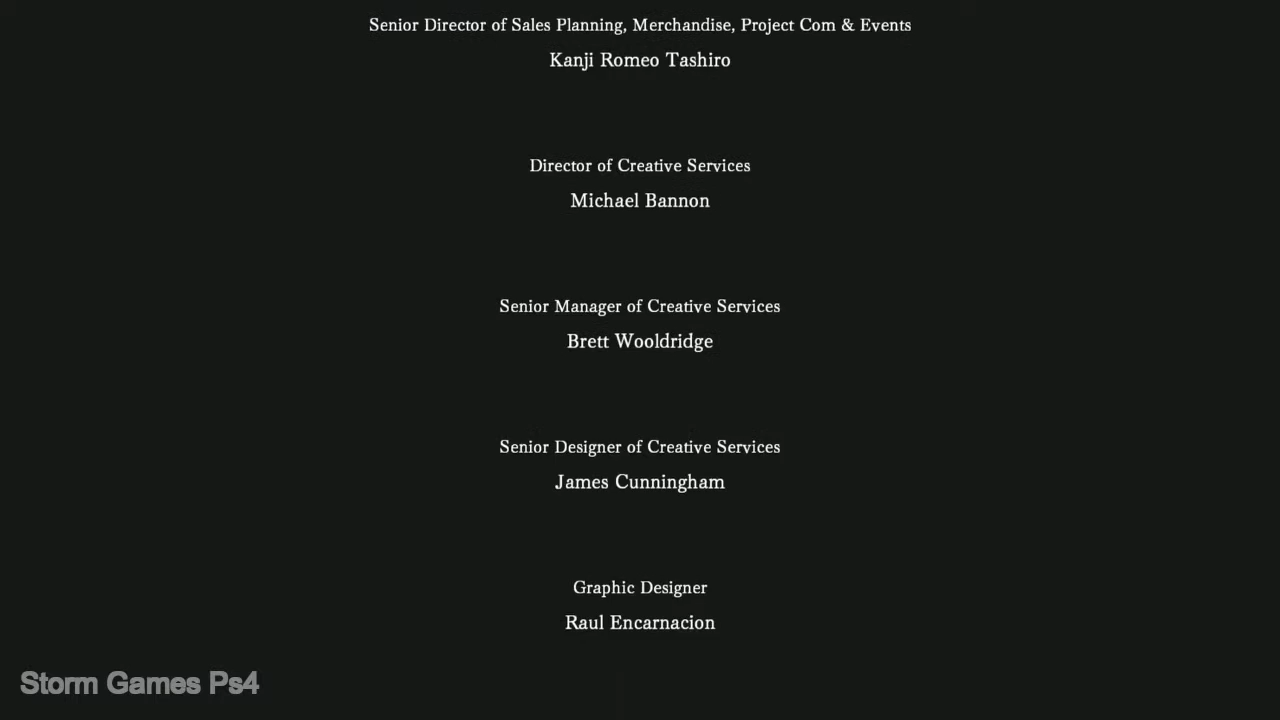 Senior Director of Sales Planning, Merchandise, Project Com & Events
Kanji Romeo Tashiro
Director of Creative Services
Michael Bannon
Senior Manager of Creative Services
Brett Wooldridge
Senior Designer of Creative Services
James Cunningham
Graphic Designer
Raul Encarnacion
Storm Games Ps4